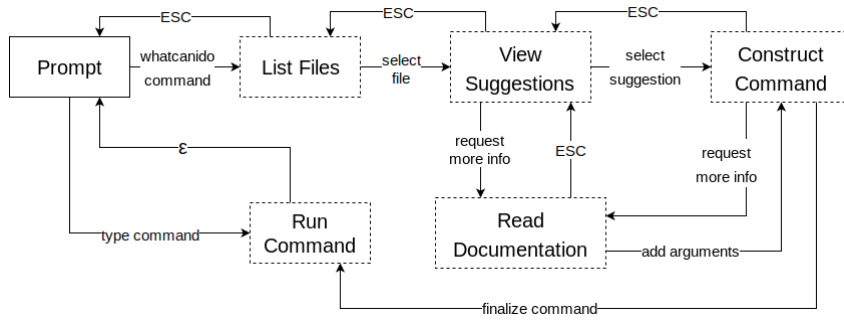 ESC
ESC
ESC
Prompt
whatcanido
command
List Files
select
file
View
Suggestions
select
suggestion
Construct
Command
request
more info
ESC
request
more info
ε
type command
Run
Command
Read
Documentation
add arguments
finalize command